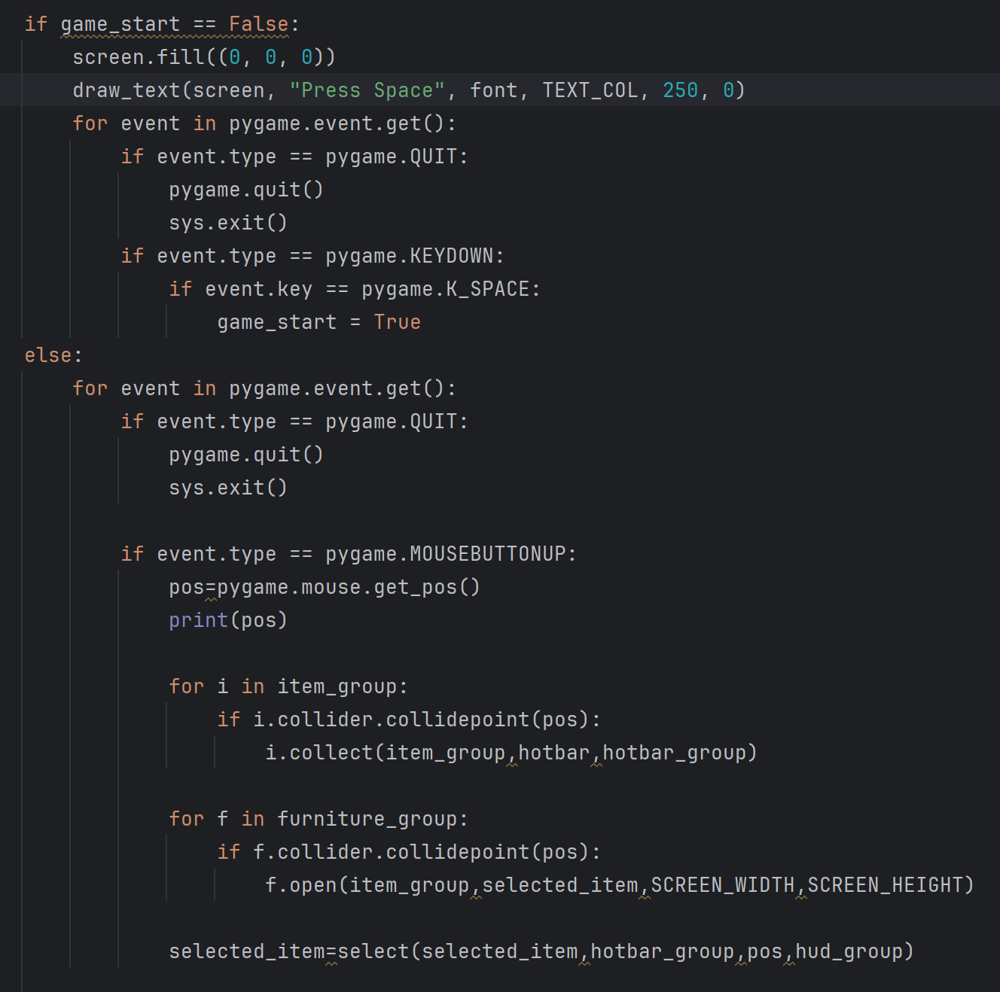 if game_start == False:
    screen.fill((0, 0, 0))
    draw_text(screen, "Press Space", font, TEXT_COL, 250, 0)
    for event in pygame.event.get():
        if event.type == pygame.QUIT:
            pygame.quit()
            sys.exit()
        if event.type == pygame.KEYDOWN:
            if event.key == pygame.K_SPACE:
                game_start = True
else:
    for event in pygame.event.get():
        if event.type == pygame.QUIT:
            pygame.quit()
            sys.exit()

        if event.type == pygame.MOUSEBUTTONUP:
            pos=pygame.mouse.get_pos()
            print(pos)

            for i in item_group:
                if i.collider.collidepoint(pos):
                    i.collect(item_group,hotbar,hotbar_group)

            for f in furniture_group:
                if f.collider.collidepoint(pos):
                    f.open(item_group,selected_item,SCREEN_WIDTH,SCREEN_HEIGHT)

            selected_item=select(selected_item,hotbar_group,pos,hud_group)